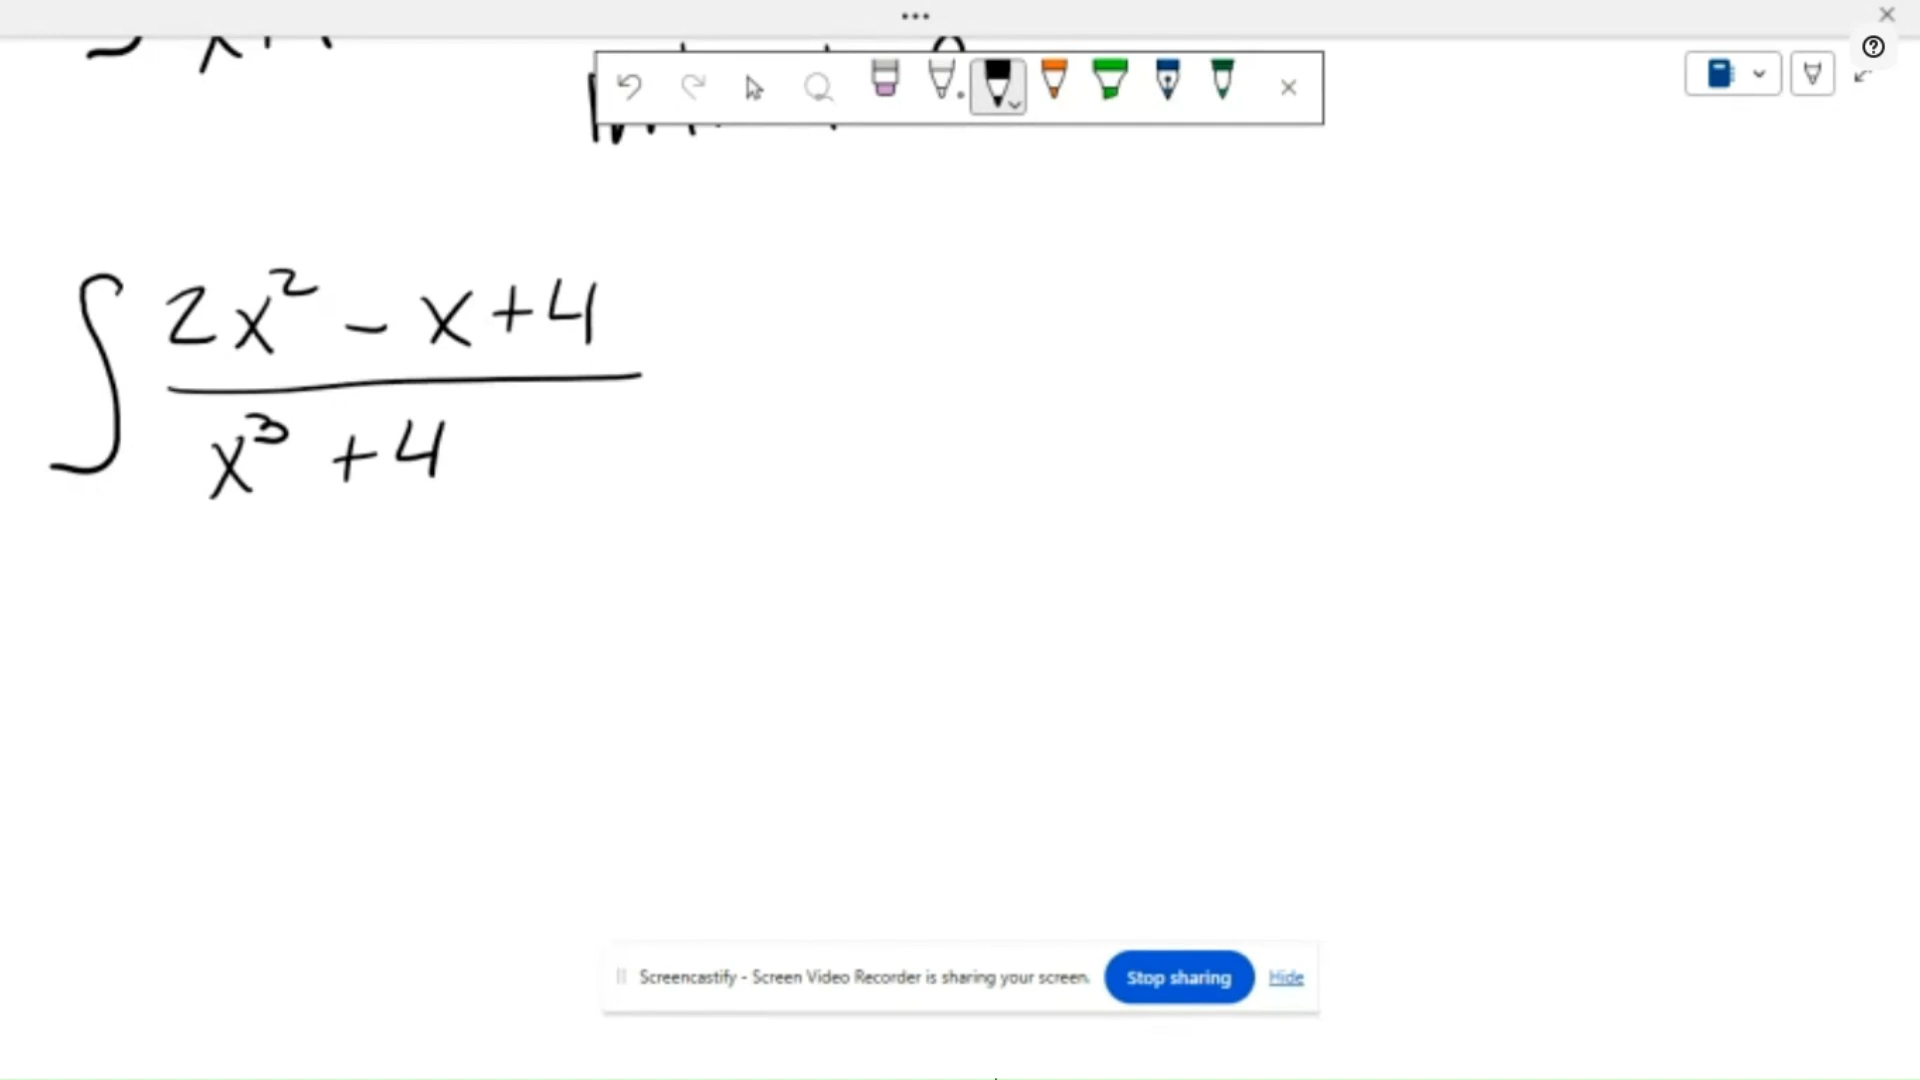 ∫ 2x² - x + 4
x³ + 4
Screencastify - Screen Video Recorder is sharing your screen.
Stop sharing
Hide